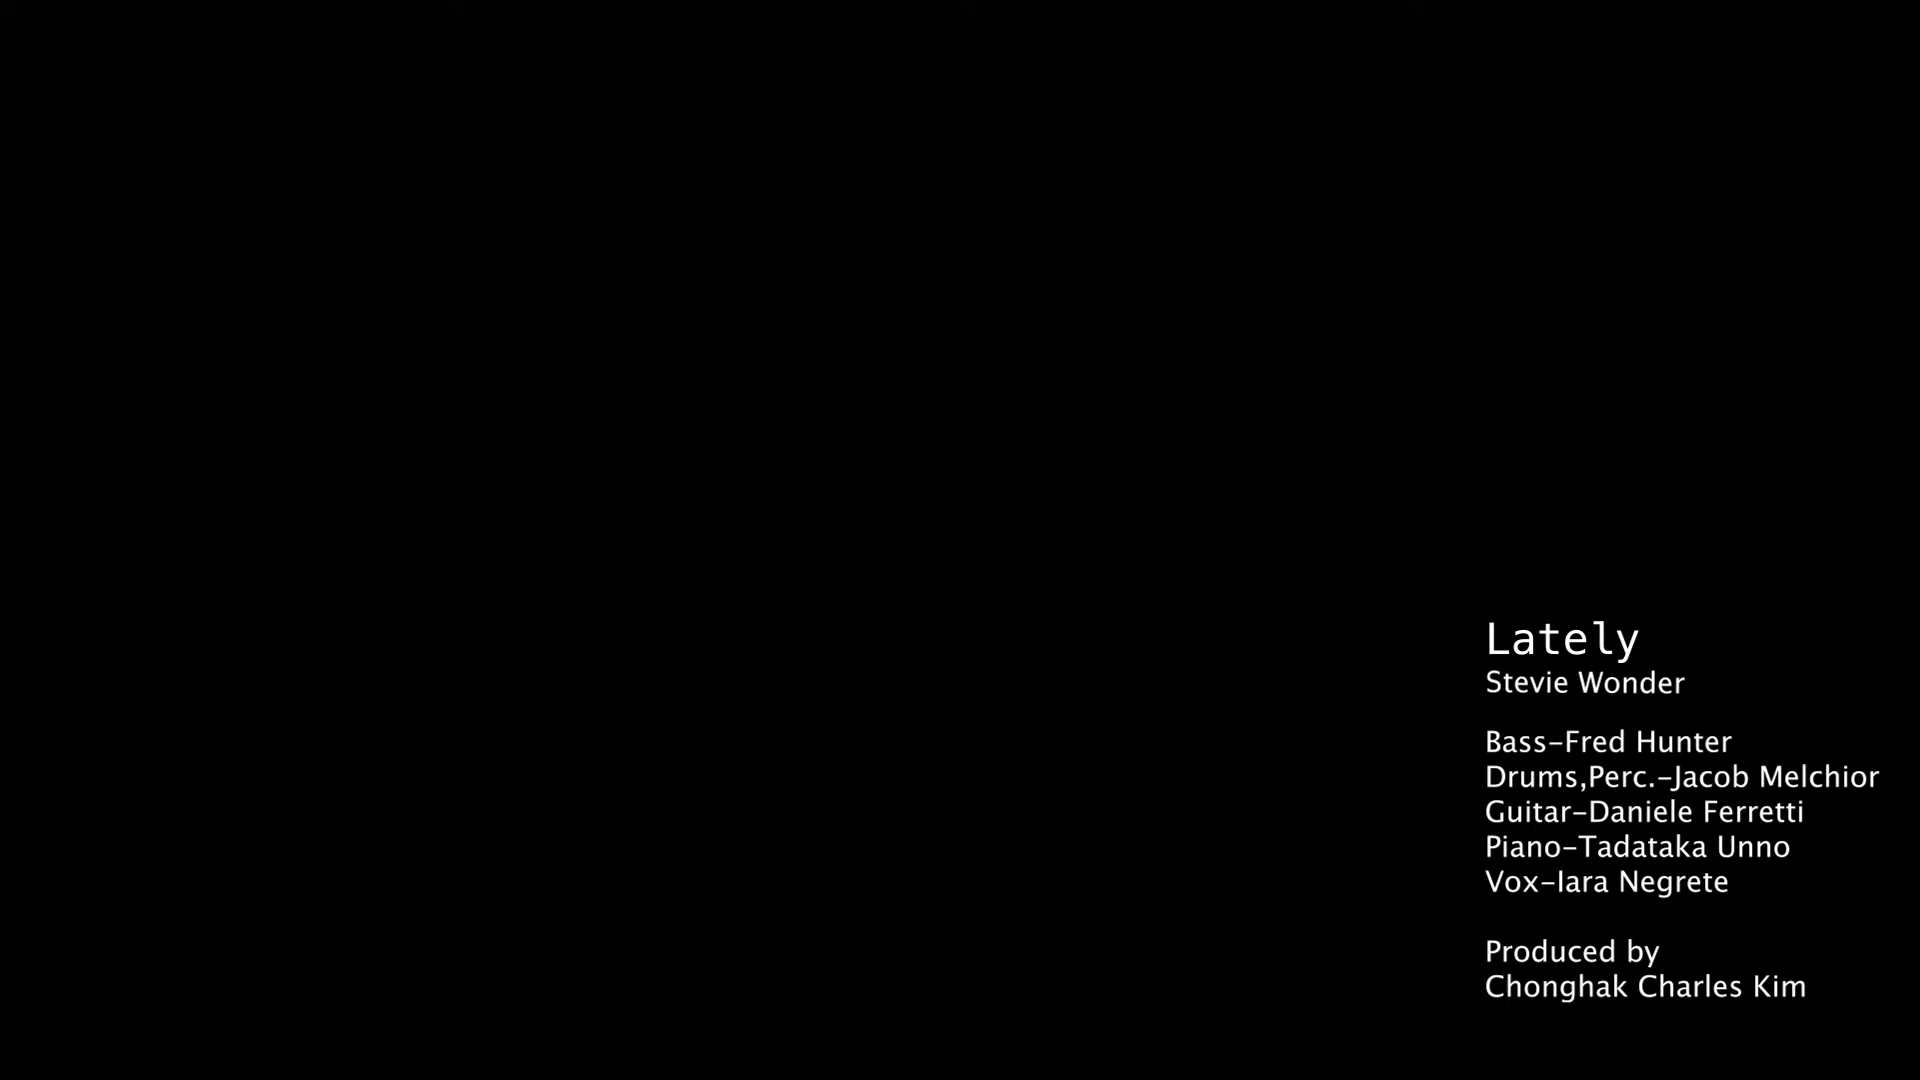 Lately
Stevie Wonder
Bass-Fred Hunter
Drums,Perc.-Jacob Melchior
Guitar-Daniele Ferretti
Piano-Tadataka Unno
Vox-Iara Negrete
Produced by
Chonghak Charles Kim